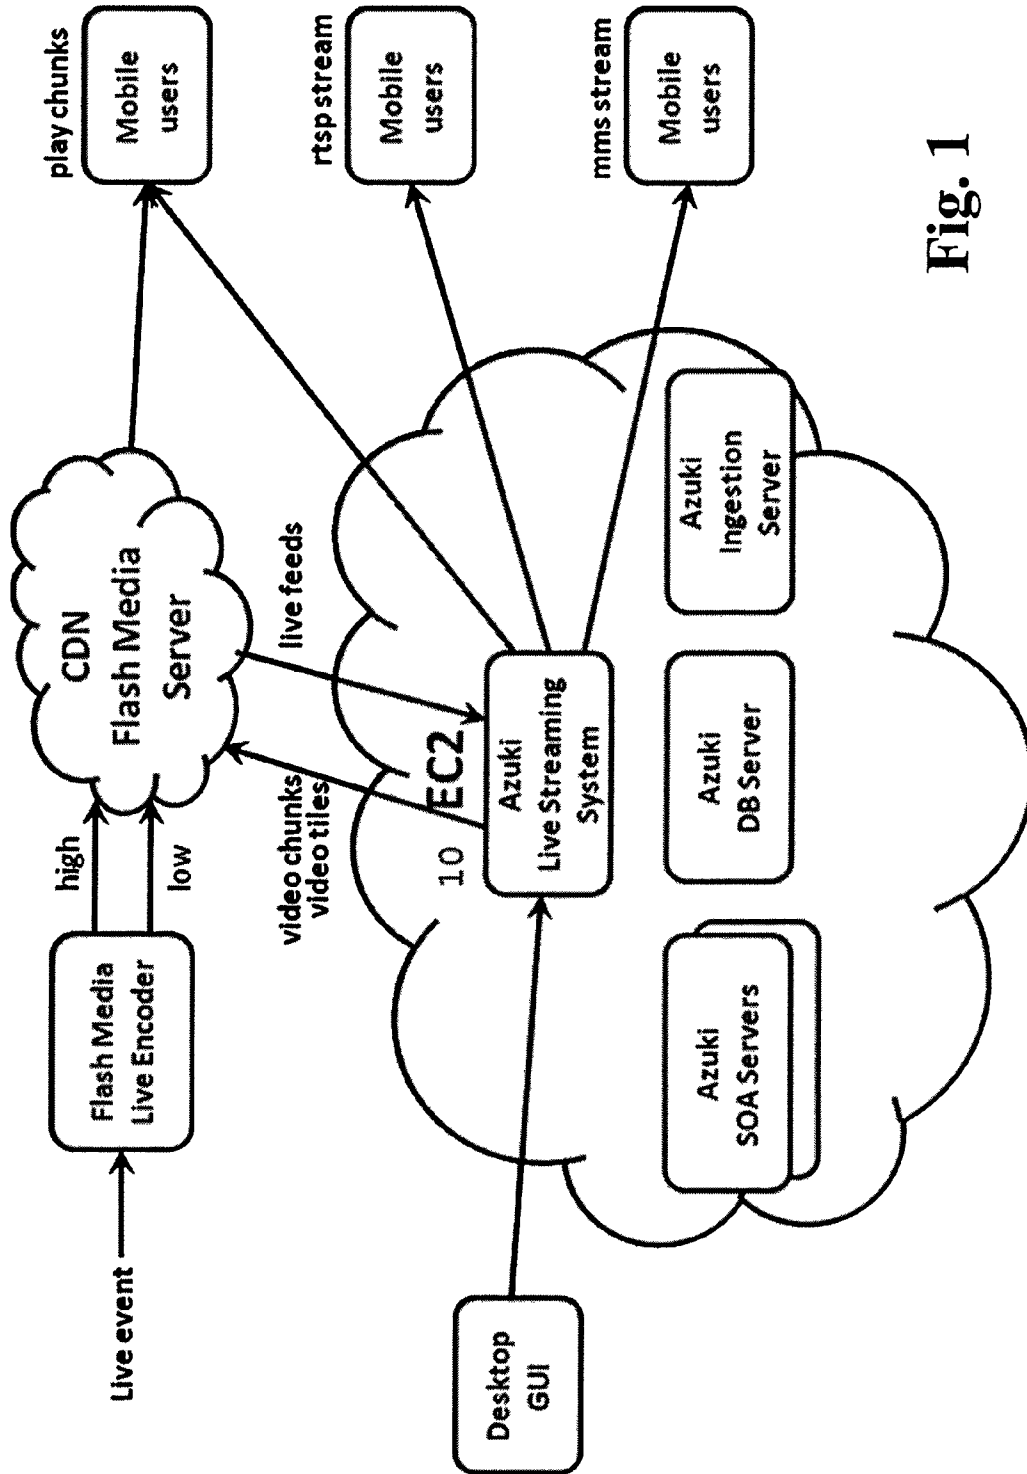 Live event
Flash Media
Live Encoder
high
low
CDN
Flash Media
Server
play chunks
Mobile
users
video chunks
video tiles
live feeds
rtsp stream
Mobile
users
10
EC2
Desktop
GUI
Azuki
Live Streaming
System
mms stream
Mobile
users
Azuki
SOA Servers
Azuki
DB Server
Azuki
Ingestion
Server
Fig. 1